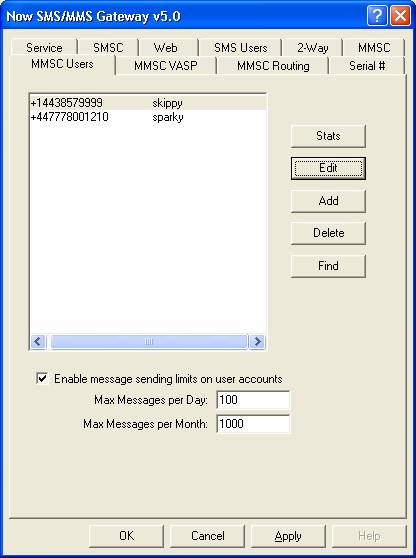 Now SMS/MMS Gateway v5.0
Service SMSC Web SMS Users 2-Way MMSC
MMSC Users MMSC VASP MMSC Routing Serial #
+14438579999 skippy
+447778001210 sparky
Stats
Edit
Add
Delete
Find
Enable message sending limits on user accounts
Max Messages per Day: 100
Max Messages per Month: 1000
OK Cancel Apply Help